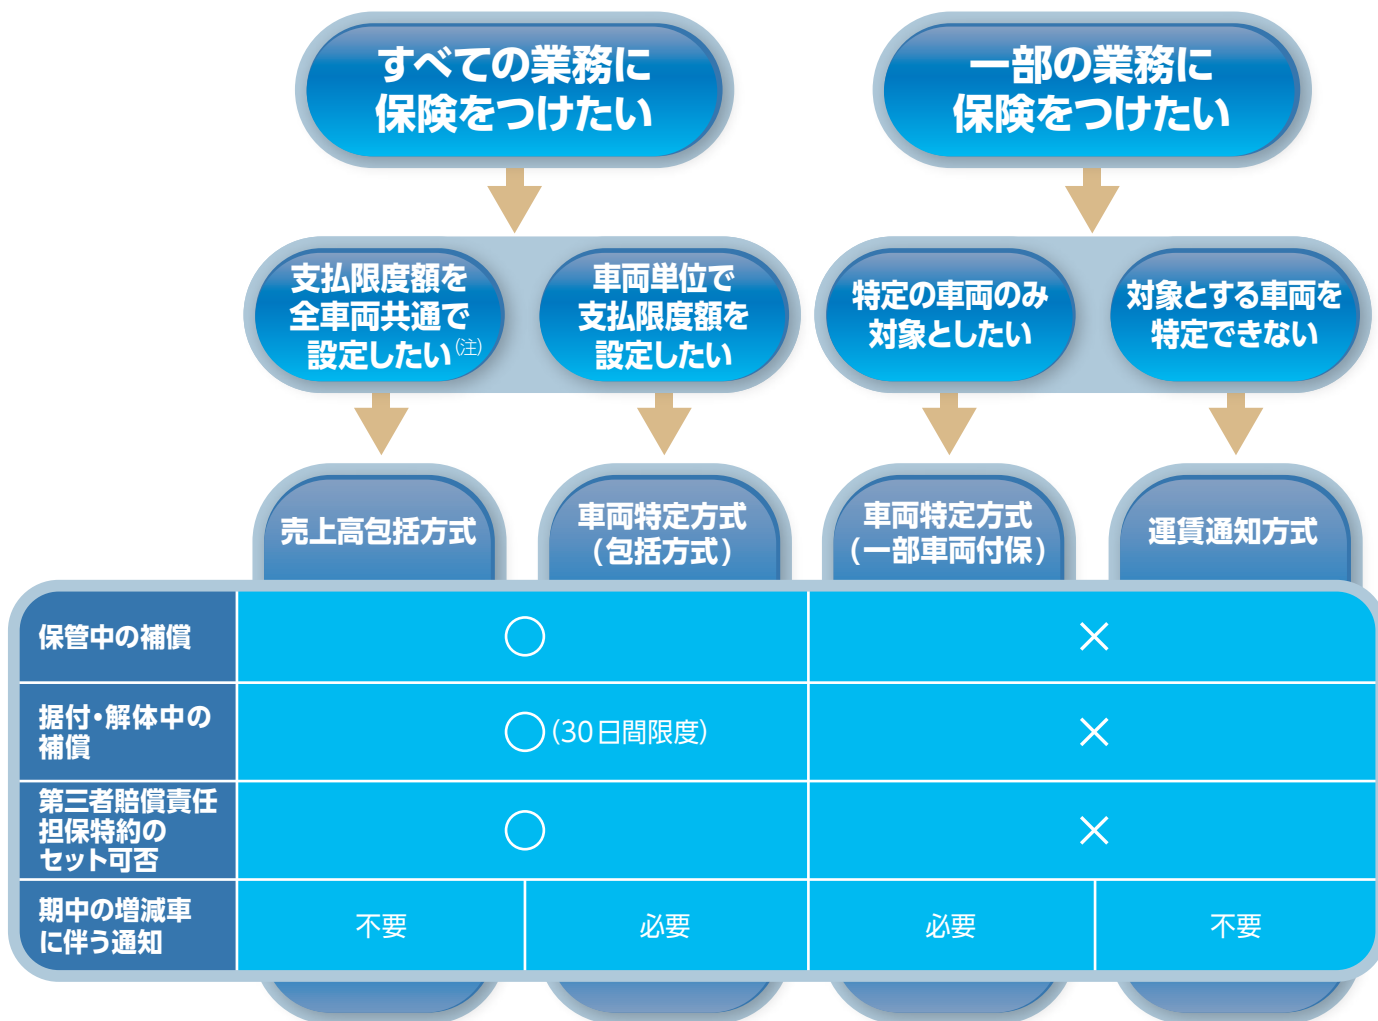 すべての業務に
保険をつけたい
一部の業務に
保険をつけたい
支払限度額を
全車両共通で
設定したい(注)
車両単位で
支払限度額を
設定したい
特定の車両のみ
対象としたい
対象とする車両を
特定できない
売上高包括方式
車両特定方式
(包括方式)
車両特定方式
(一部車両付保)
運賃通知方式
保管中の補償
○
×
据付・解体中の
補償
○(30日間限度)
×
第三者賠償責任
担保特約の
セット可否
○
×
期中の増減車
に伴う通知
不要
必要
必要
不要